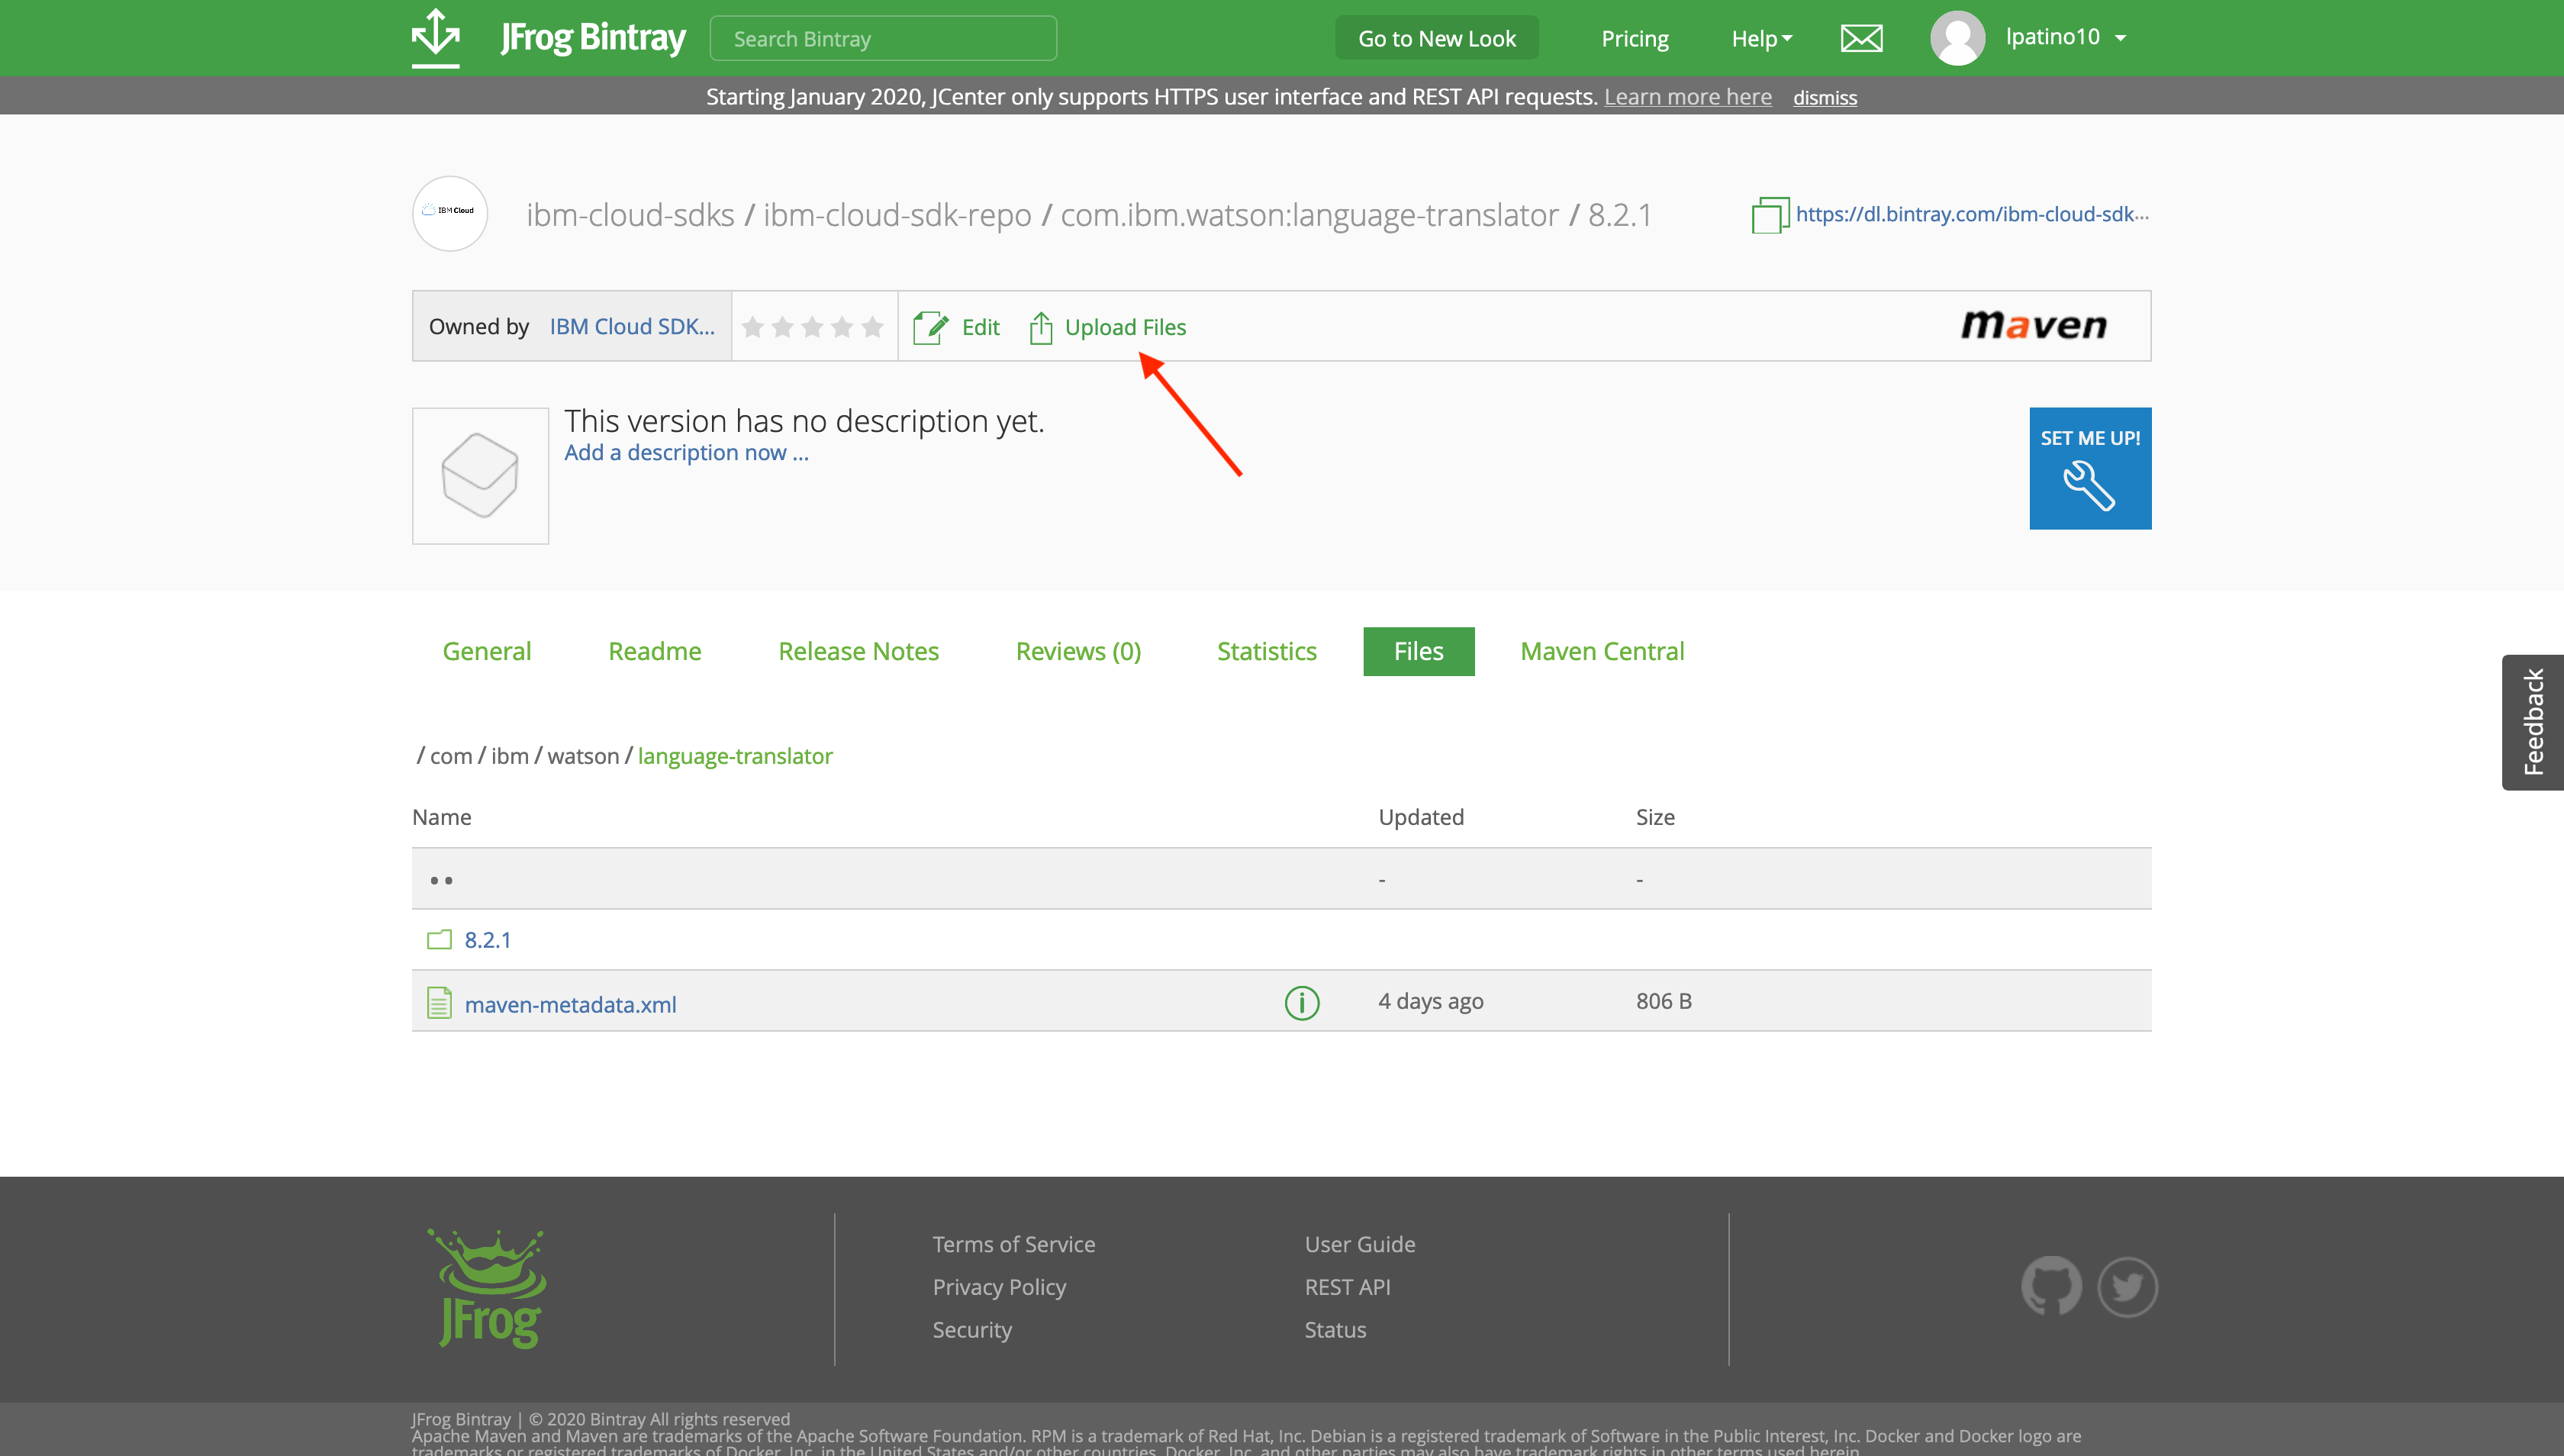 JFrog Bintray Search Bintray Go to New Look Pricing Help lpatino10
Starting January 2020, JCenter only supports HTTPS user interface and REST API requests. Learn more here dismiss
IBM Cloud ibm-cloud-sdks / ibm-cloud-sdk-repo / com.ibm.watson:language-translator / 8.2.1 https://dl.bintray.com/ibm-cloud-sdk...
Owned by IBM Cloud SDK... Edit Upload Files maven
This version has no description yet.
Add a description now ...
SET ME UP!
General Readme Release Notes Reviews (0) Statistics Files Maven Central
Feedback
/ com / ibm / watson / language-translator
Name Updated Size
•• - -
8.2.1
maven-metadata.xml i 4 days ago 806 B
JFrog
Terms of Service User Guide
Privacy Policy REST API
Security Status
JFrog Bintray | © 2020 Bintray All rights reserved
Apache Maven and Maven are trademarks of the Apache Software Foundation. RPM is a trademark of Red Hat, Inc. Debian is a registered trademark of Software in the Public Interest, Inc. Docker and Docker logo are
trademarks or registered trademarks of Docker, Inc. in the United States and/or other countries. Docker, Inc. and other parties may also have trademark rights in other terms used herein.